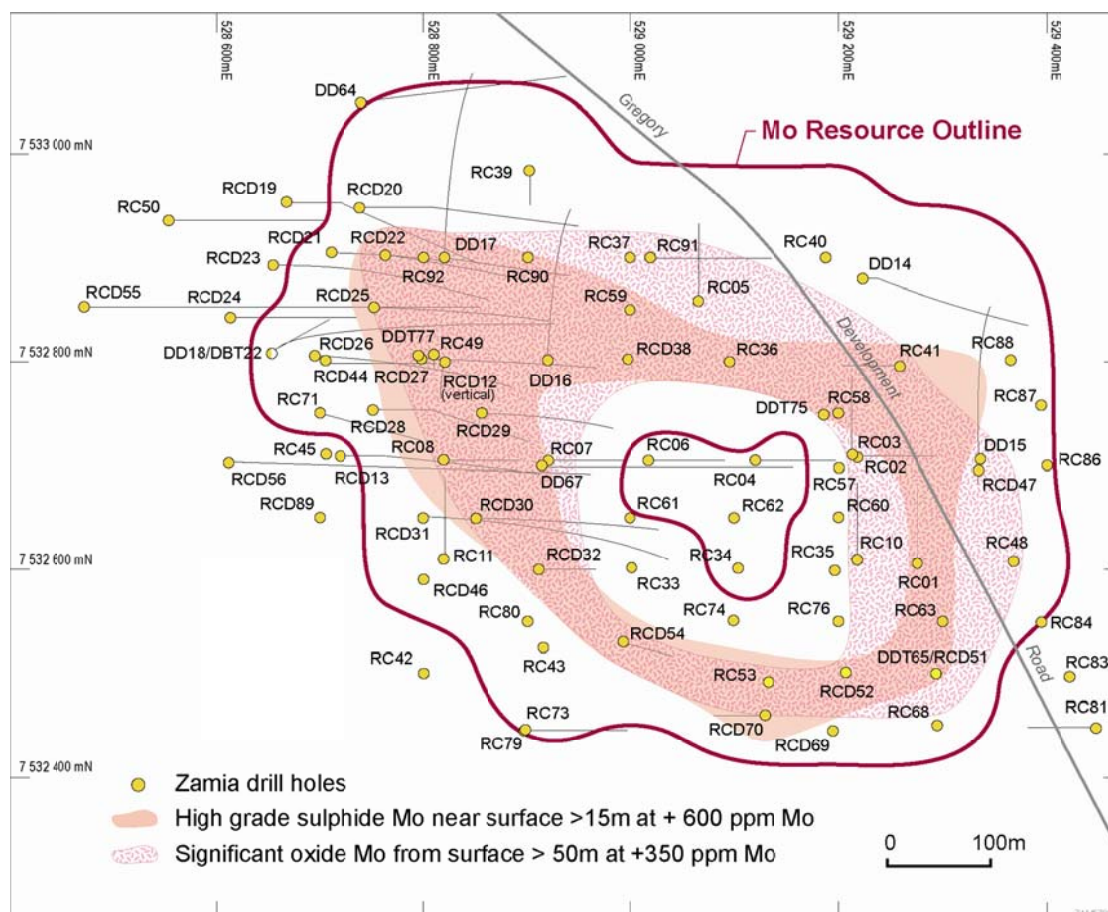 528 600mE
528 800mE
529 000mE
529 200mE
529 400mE
DD64
Gregory
Mo Resource Outline
7 533 000 mN
RC39
RCD19
RCD20
RC50
RCD21
RCD22
DD17
RC37
RC91
RC40
RCD23
RC92
RC90
DD14
RC05
RCD55
RCD24
RCD25
RC59
Development
DDT77
RC49
7 532 800 mN
DD18/DBT22
RCD26
RCD38
RC36
RC41
RC88
RCD44
RCD27
RCD12
(vertical)
DD16
RC87
RC71
RC58
DDT75
RCD28
RCD29
RC45
RC08
RC07
RC06
RC03
DD15
RC02
RC86
RCD56
RCD13
DD67
RC04
RC57
RCD47
RCD89
RCD30
RC61
RC62
RC60
RCD31
RC11
RCD32
RC34
RC35
RC10
RC48
7 532 600 mN
RCD46
RC33
RC01
RC80
RC74
RC76
RC63
RC84
RCD54
RC43
RC42
RC53
DDT65/RCD51
Road
RC83
RCD52
RC73
RC68
RC81
RCD70
RC79
RCD69
7 532 400 mN
Zamia drill holes
High grade sulphide Mo near surface >15m at + 600 ppm Mo
Significant oxide Mo from surface > 50m at +350 ppm Mo
0 100m